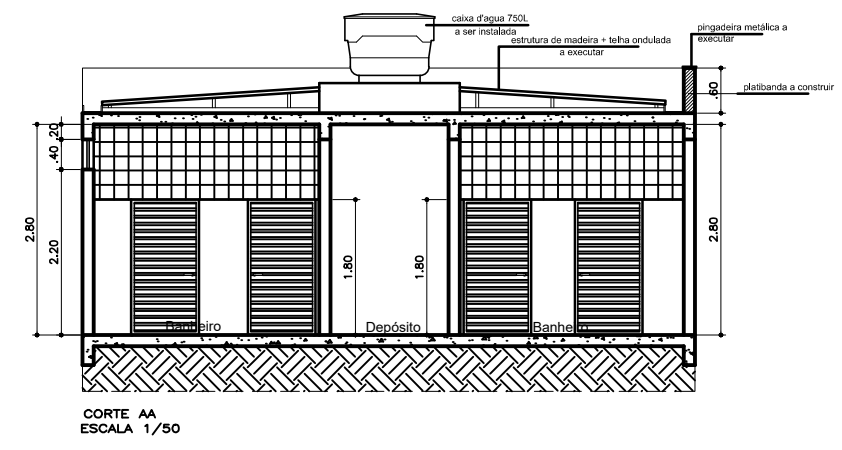 caixa d'agua 750L
a ser instalada
estrutura de madeira + telha ondulada
a executar
pingadeira metálica a
executar
platibanda a construir
.60
.20
.40
2.80
2.20
1.80
1.80
2.80
Banheiro
Depósito
Banheiro
CORTE AA
ESCALA 1/50